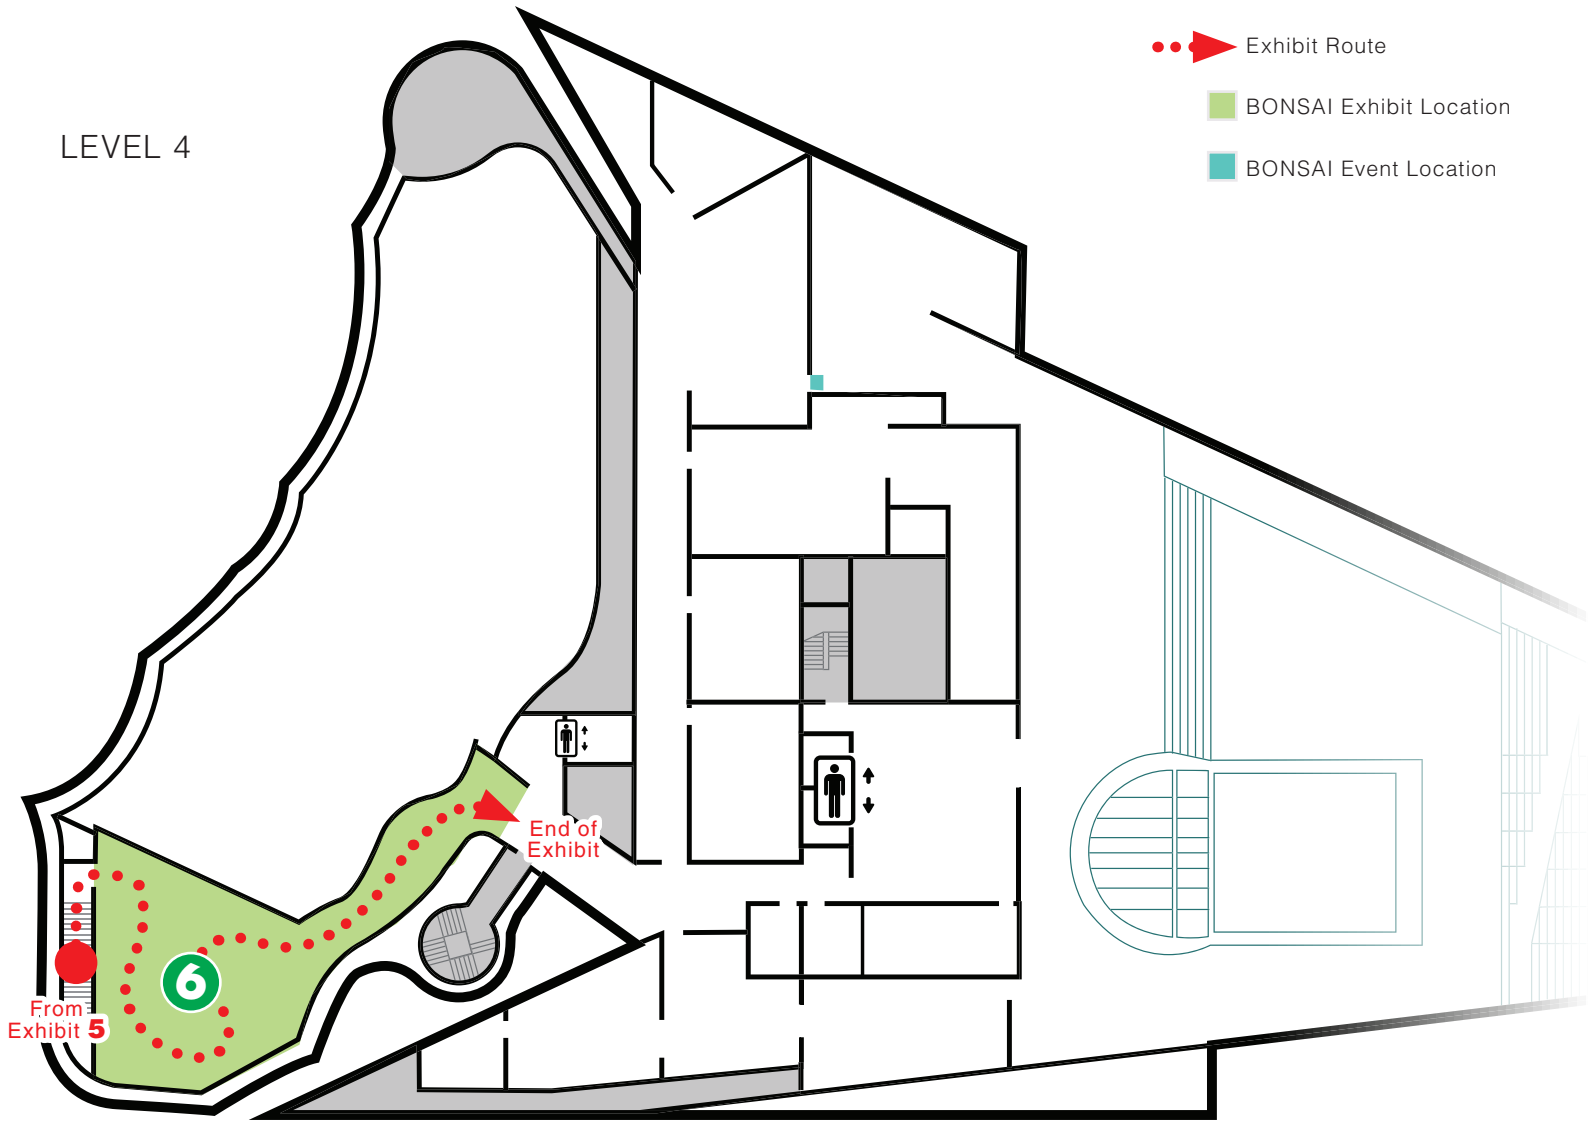 Exhibit Route
BONSAI Exhibit Location
LEVEL 4
BONSAI Event Location
End of
Exhibit
6
From
Exhibit 5